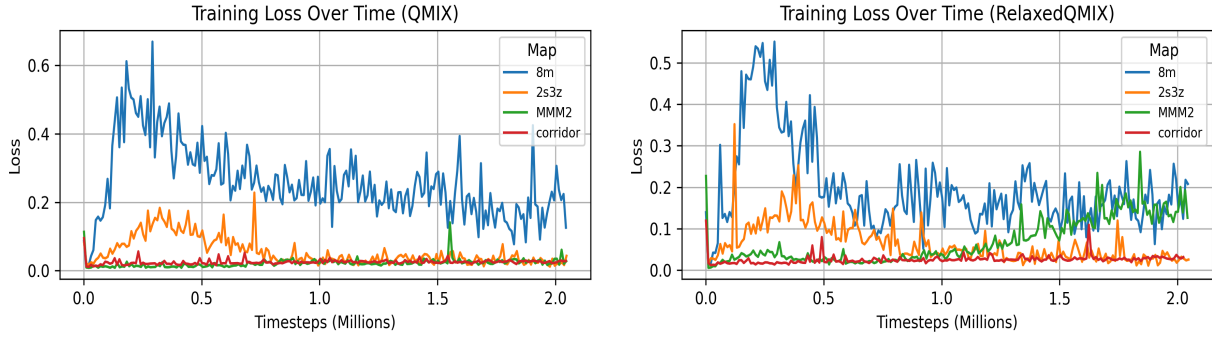 Training Loss Over Time (QMIX)
Loss
0.6
0.4
0.2
0.0
Map
8m
2s3z
MMM2
corridor
0.0
0.5
1.0
1.5
2.0
Timesteps (Millions)
Training Loss Over Time (RelaxedQMIX)
Loss
0.5
0.4
0.3
0.2
0.1
0.0
Map
8m
2s3z
MMM2
corridor
0.0
0.5
1.0
1.5
2.0
Timesteps (Millions)